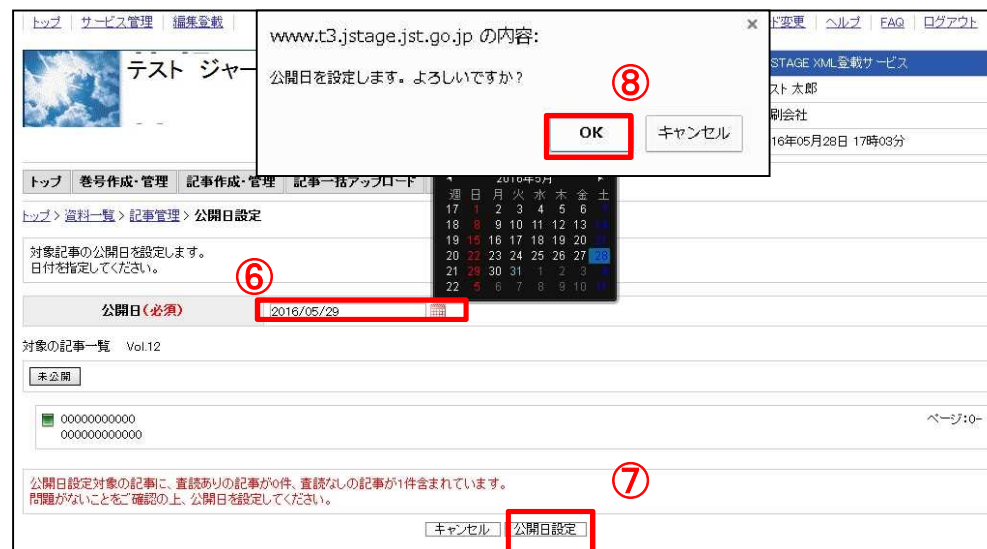 トップ サービス管理 編集登載
ド変更 ヘルプ FAQ ログアウト
www.t3.jstage.jst.go.jp の内容:
×
公開日を設定します。よろしいですか?
⑧
OK キャンセル
テスト ジャー
STAGE XML登載サービス
スト 太郎
刷会社
16年05月28日 17時03分
トップ 巻号作成・管理 記事作成・管理 記事一括アップロード
2016年5月
週 日 月 火 水 木 金 土
17 1 2 3 4 5 6 7
18 8 9 10 11 12 13 14
19 15 16 17 18 19 20 21
20 22 23 24 25 26 27 28
21 29 30 31 1 2 3 4
22 5 6 7 8 9 10 11
トップ > 資料一覧 > 記事管理 > 公開日設定
対象記事の公開日を設定します。
日付を指定してください。
⑥
公開日(必須) 2016/05/29
対象の記事一覧 Vol.12
未公開
00000000000 ページ:0-
000000000000
公開日設定対象の記事に、査読ありの記事が0件、査読なしの記事が1件含まれています。
問題がないことをご確認の上、公開日を設定してください。
⑦
キャンセル 公開日設定